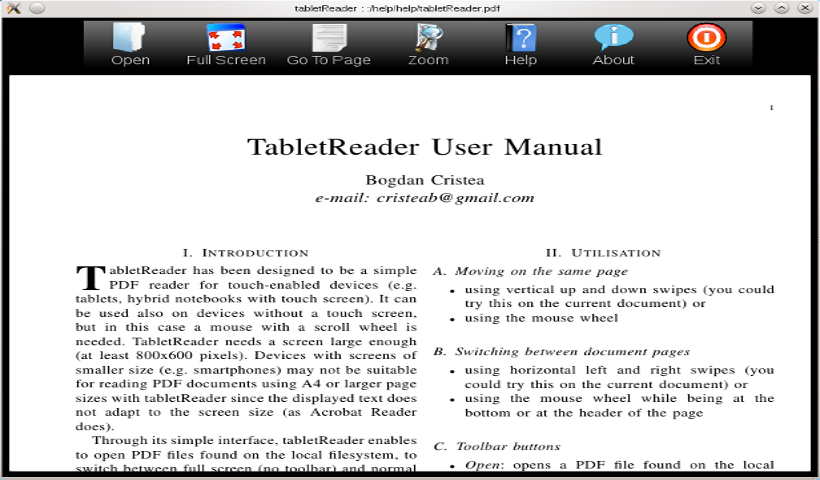 tabletReader : :/help/help/tabletReader.pdf
Open Full Screen Go To Page Zoom Help About Exit
1
TabletReader User Manual
Bogdan Cristea
e-mail: cristeab@gmail.com
I. INTRODUCTION
TabletReader has been designed to be a simple
PDF reader for touch-enabled devices (e.g.
tablets, hybrid notebooks with touch screen). It can
be used also on devices without a touch screen,
but in this case a mouse with a scroll wheel is
needed. TabletReader needs a screen large enough
(at least 800x600 pixels). Devices with screens of
smaller size (e.g. smartphones) may not be suitable
for reading PDF documents using A4 or larger page
sizes with tabletReader since the displayed text does
not adapt to the screen size (as Acrobat Reader
does).
Through its simple interface, tabletReader enables
to open PDF files found on the local filesystem, to
switch between full screen (no toolbar) and normal
II. UTILISATION
A. Moving on the same page
• using vertical up and down swipes (you could
try this on the current document) or
• using the mouse wheel
B. Switching between document pages
• using horizontal left and right swipes (you
could try this on the current document) or
• using the mouse wheel while being at the
bottom or at the header of the page
C. Toolbar buttons
• Open: opens a PDF file found on the local